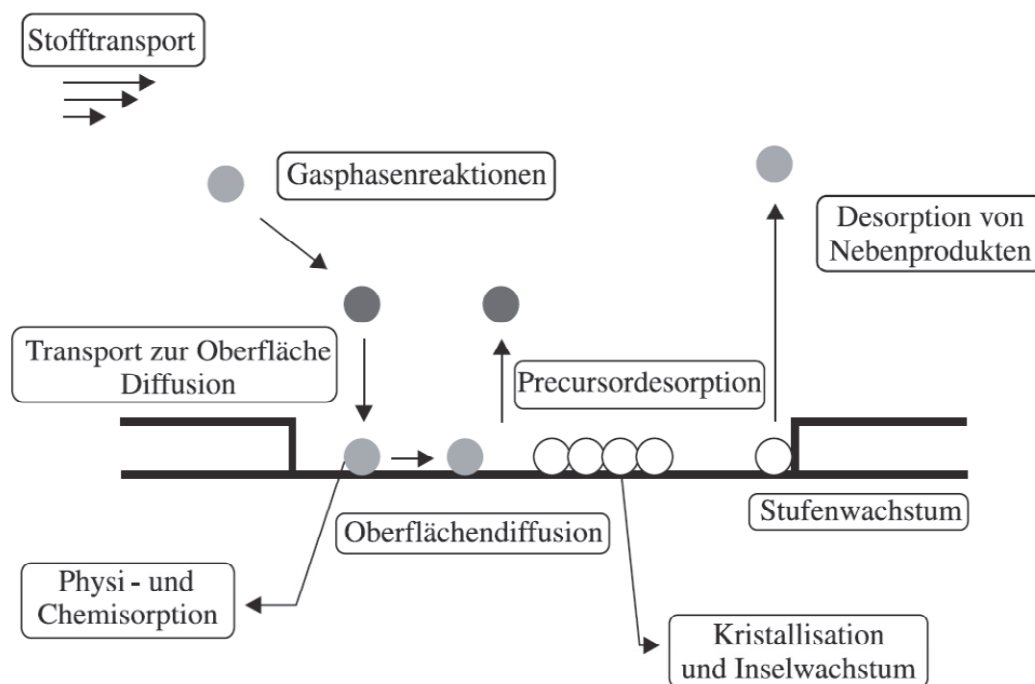 Stofftransport
Gasphasenreaktionen
Desorption von
Nebenprodukten
Transport zur Oberfläche
Diffusion
Precursordesorption
Stufenwachstum
Oberflächendiffusion
Physi - und
Chemisorption
Kristallisation
und Inselwachstum